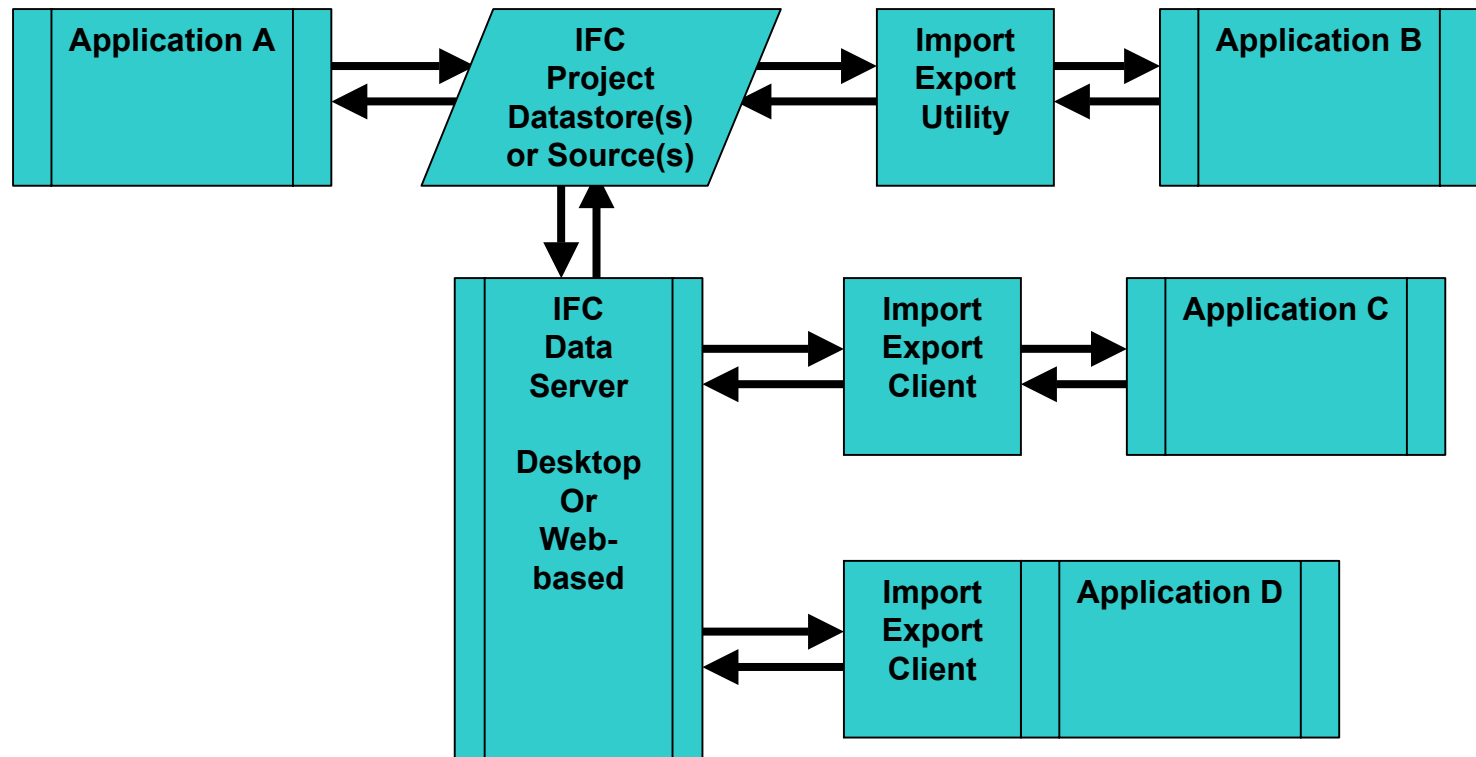 Application A
IFC
Project
Datastore(s)
or Source(s)
Import
Export
Utility
Application B
IFC
Data
Server
Desktop
Or
Web-
based
Import
Export
Client
Application C
Import
Export
Client
Application D